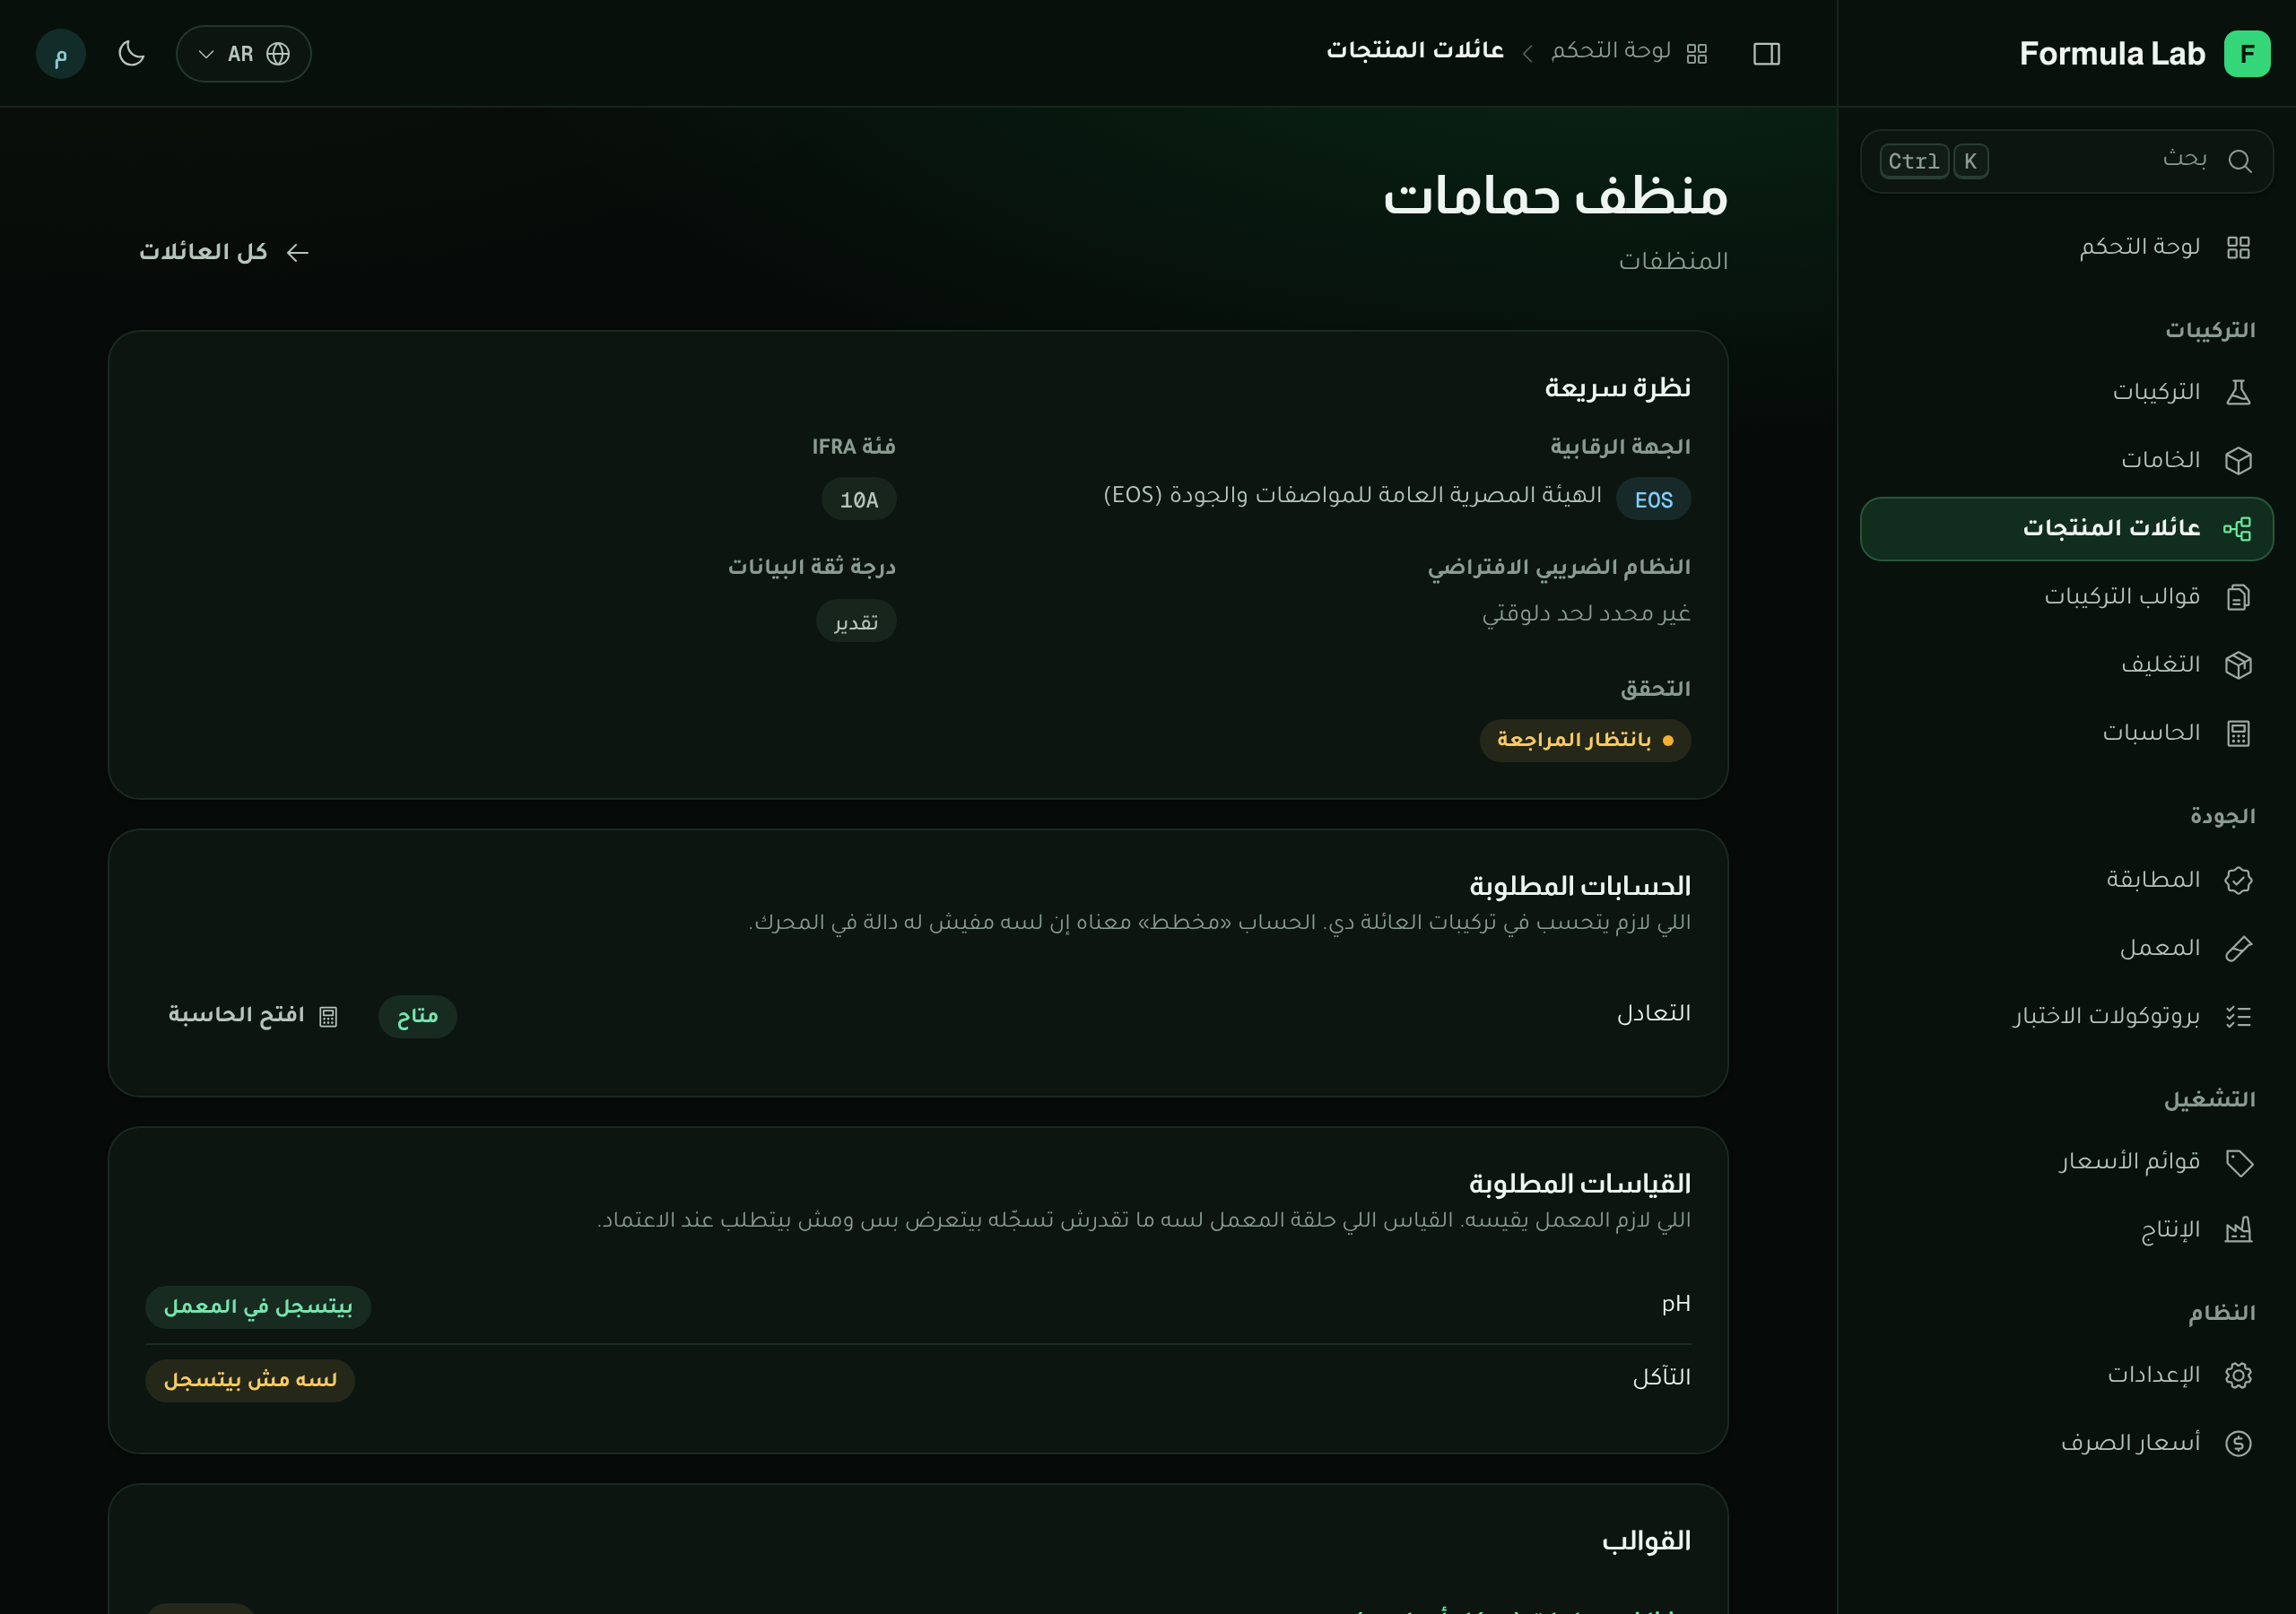 Formula Lab
F
لوحة التحكم
عائلات المنتجات
AR
م
بحث
Ctrl K
لوحة التحكم
التركيبات
التركيبات
الخامات
عائلات المنتجات
قوالب التركيبات
التغليف
الحاسبات
الجودة
المطابقة
المعمل
بروتوكولات الاختبار
التشغيل
قوائم الأسعار
الإنتاج
النظام
الإعدادات
أسعار الصرف
منظف حمامات
المنظفات
كل العائلات
نظرة سريعة
الجهة الرقابية
EOS الهيئة المصرية العامة للمواصفات والجودة (EOS)
فئة IFRA
10A
النظام الضريبي الافتراضي
غير محدد لحد دلوقتي
درجة ثقة البيانات
تقدير
التحقق
بانتظار المراجعة
الحسابات المطلوبة
اللي لازم يتحسب في تركيبات العائلة دي. الحساب «مخطط» معناه إن لسه مفيش له دالة في المحرك.
التعادل
متاح
افتح الحاسبة
القياسات المطلوبة
اللي لازم المعمل يقيسه. القياس اللي حلقة المعمل لسه ما تقدرش تسجّله بيتعرض بس ومش بيتطلب عند الاعتماد.
pH
بيتسجل في المعمل
التآكل
لسه مش بيتسجل
القوالب